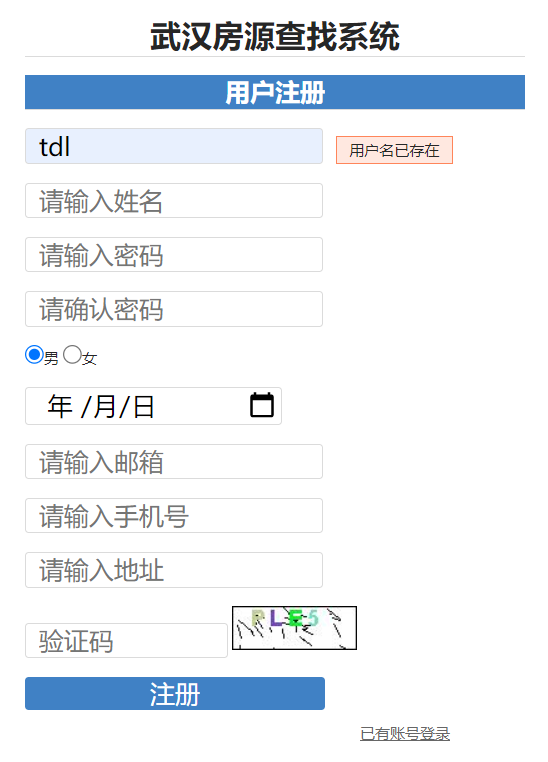 武汉房源查找系统
用户注册
tdl 用户名已存在
请输入姓名
请输入密码
请确认密码
男 女
年 /月/日
请输入邮箱
请输入手机号
请输入地址
验证码 PLE5
注册
已有账号登录